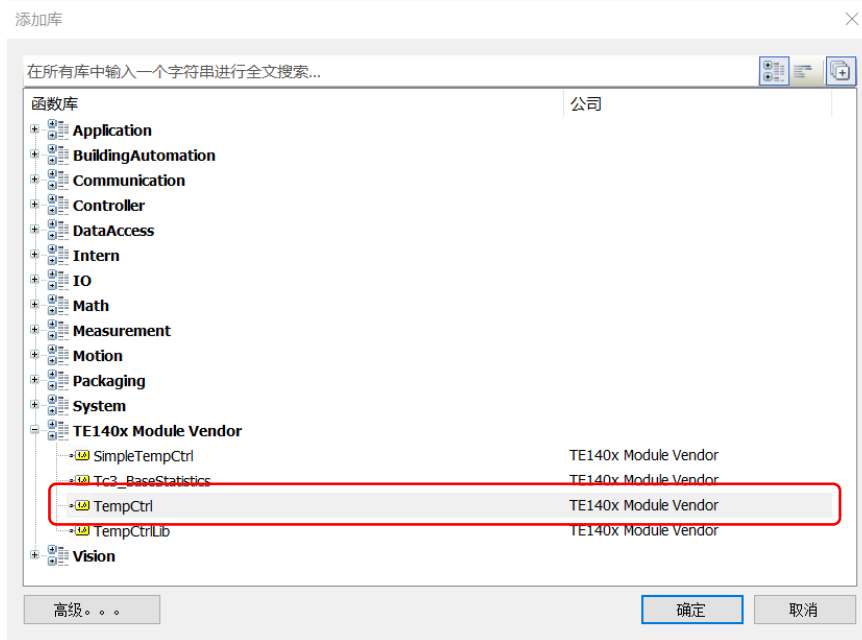 添加库
在所有库中输入一个字符串进行全文搜索...
函数库 公司
Application
BuildingAutomation
Communication
Controller
DataAccess
Intern
IO
Math
Measurement
Motion
Packaging
System
TE140x Module Vendor
SimpleTempCtrl TE140x Module Vendor
Tc3_BaseStatistics TE140x Module Vendor
TempCtrl TE140x Module Vendor
TempCtrlLib TE140x Module Vendor
Vision
高级。。。 确定 取消